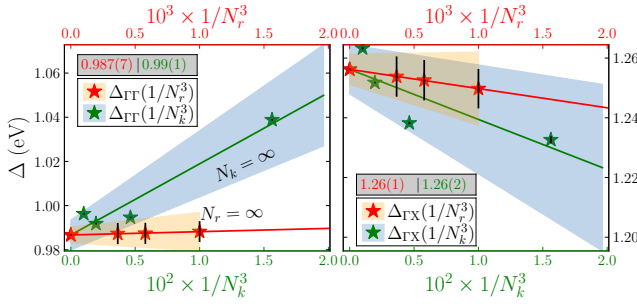 10³ × 1/N_r³
10³ × 1/N_r³
0.0 0.5 1.0 1.5 2.0
0.0 0.5 1.0 1.5 2.0
0.987(7) | 0.99(1)
Δ_ΓΓ(1/N_r³)
Δ_ΓΓ(1/N_k³)
N_k = ∞
N_r = ∞
Δ (eV)
1.06
1.04
1.02
1.00
0.98
1.26
1.24
1.22
1.20
1.26(1) | 1.26(2)
Δ_ΓX(1/N_r³)
Δ_ΓX(1/N_k³)
0.0 0.5 1.0 1.5 2.0
0.0 0.5 1.0 1.5 2.0
10² × 1/N_k³
10² × 1/N_k³